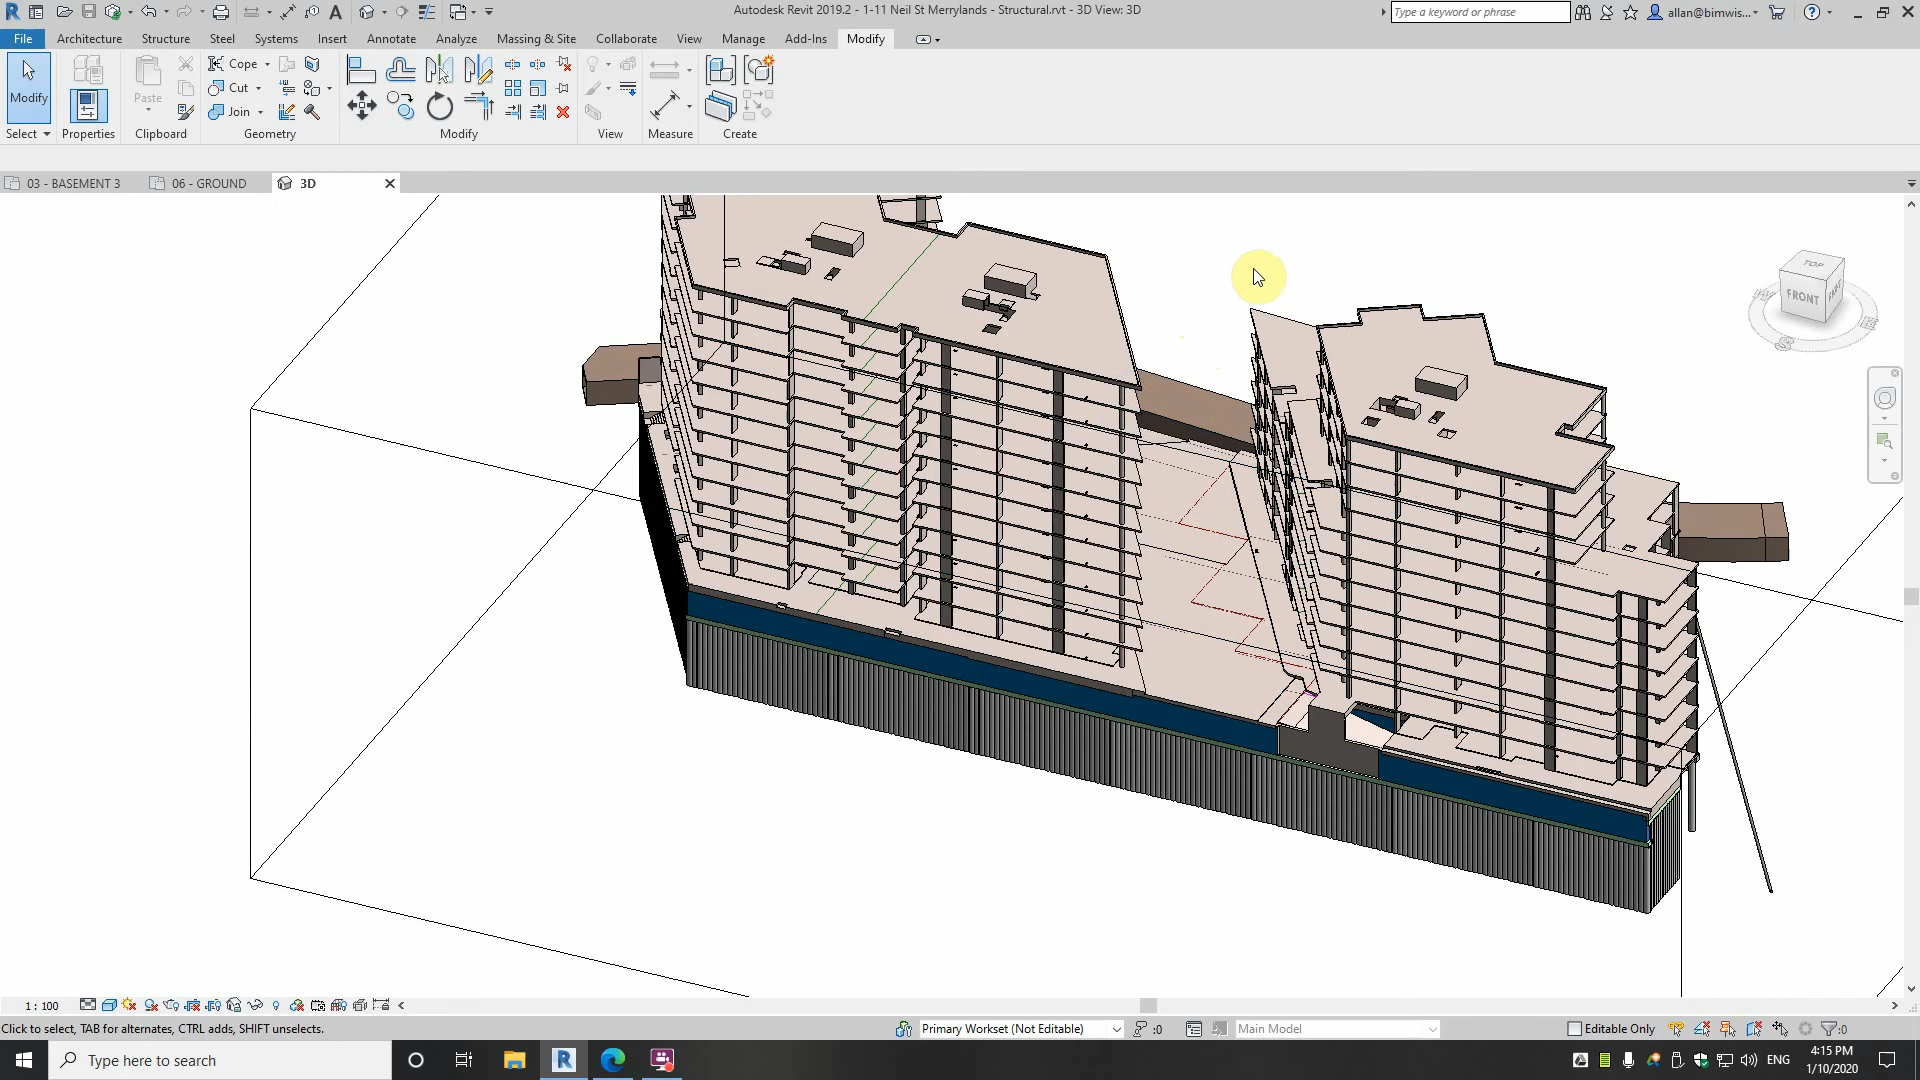 Autodesk Revit 2019.2 - 1-11 Neil St Merrylands - Structural.rvt - 3D View: 3D
Type a keyword or phrase
allan@bimwis...
File Architecture Structure Steel Systems Insert Annotate Analyze Massing & Site Collaborate View Manage Add-Ins Modify
Modify
Paste
Cope
Cut
Join
Select Properties Clipboard Geometry Modify View Measure Create
03 - BASEMENT 3
06 - GROUND
3D
TOP
FRONT
1 : 100
Click to select, TAB for alternates, CTRL adds, SHIFT unselects.
Primary Workset (Not Editable)
:0
Main Model
Editable Only
:0
Type here to search
ENG
4:15 PM
1/10/2020